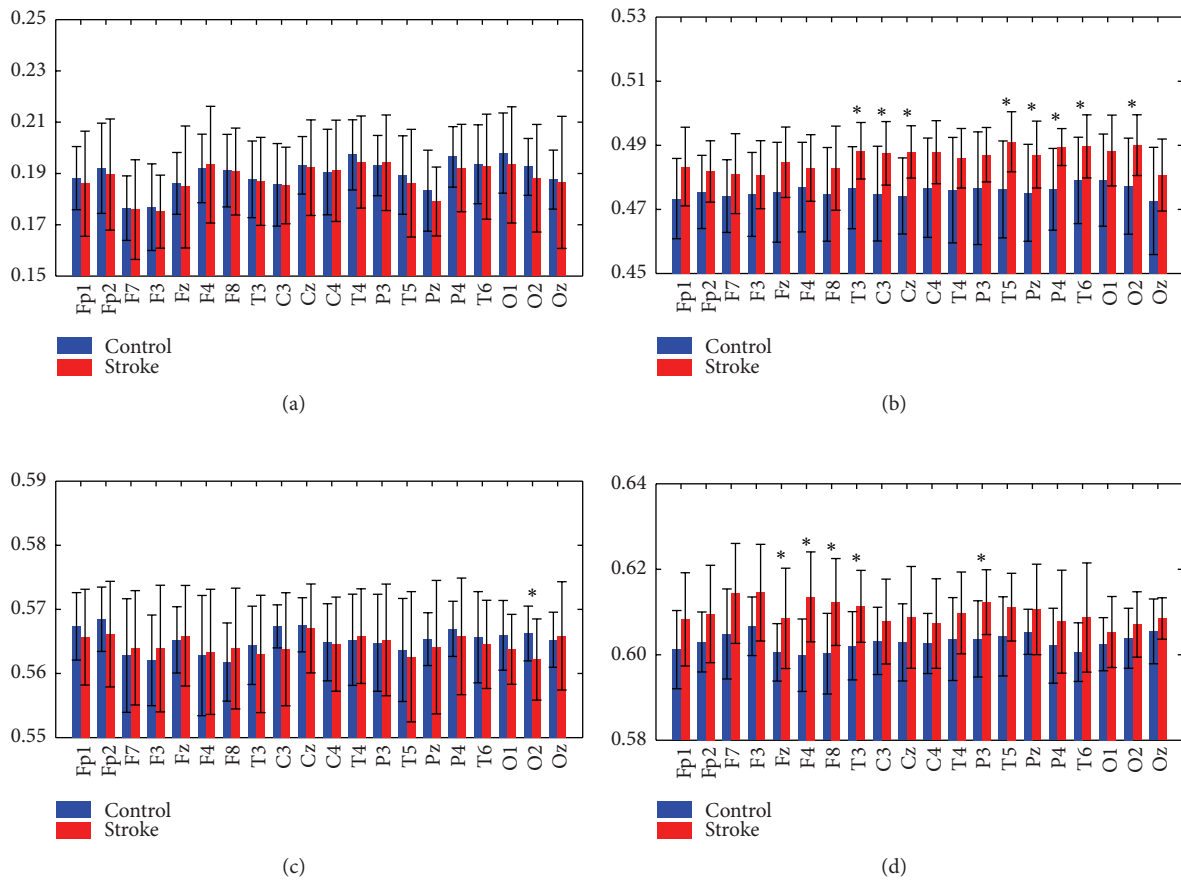 0.25
0.23
0.21
0.19
0.17
0.15
Fp1 Fp2 F7 F3 Fz F4 F8 T3 C3 Cz C4 T4 P3 T5 Pz P4 T6 O1 O2 Oz
Control
Stroke
(a)
0.53
0.51
0.49
0.47
0.45
* * * * * * * *
Fp1 Fp2 F7 F3 Fz F4 F8 T3 C3 Cz C4 T4 P3 T5 Pz P4 T6 O1 O2 Oz
Control
Stroke
(b)
0.59
0.58
0.57
0.56
0.55
*
Fp1 Fp2 F7 F3 Fz F4 F8 T3 C3 Cz C4 T4 P3 T5 Pz P4 T6 O1 O2 Oz
Control
Stroke
(c)
0.64
0.62
0.60
0.58
* * * * *
Fp1 Fp2 F7 F3 Fz F4 F8 T3 C3 Cz C4 T4 P3 T5 Pz P4 T6 O1 O2 Oz
Control
Stroke
(d)